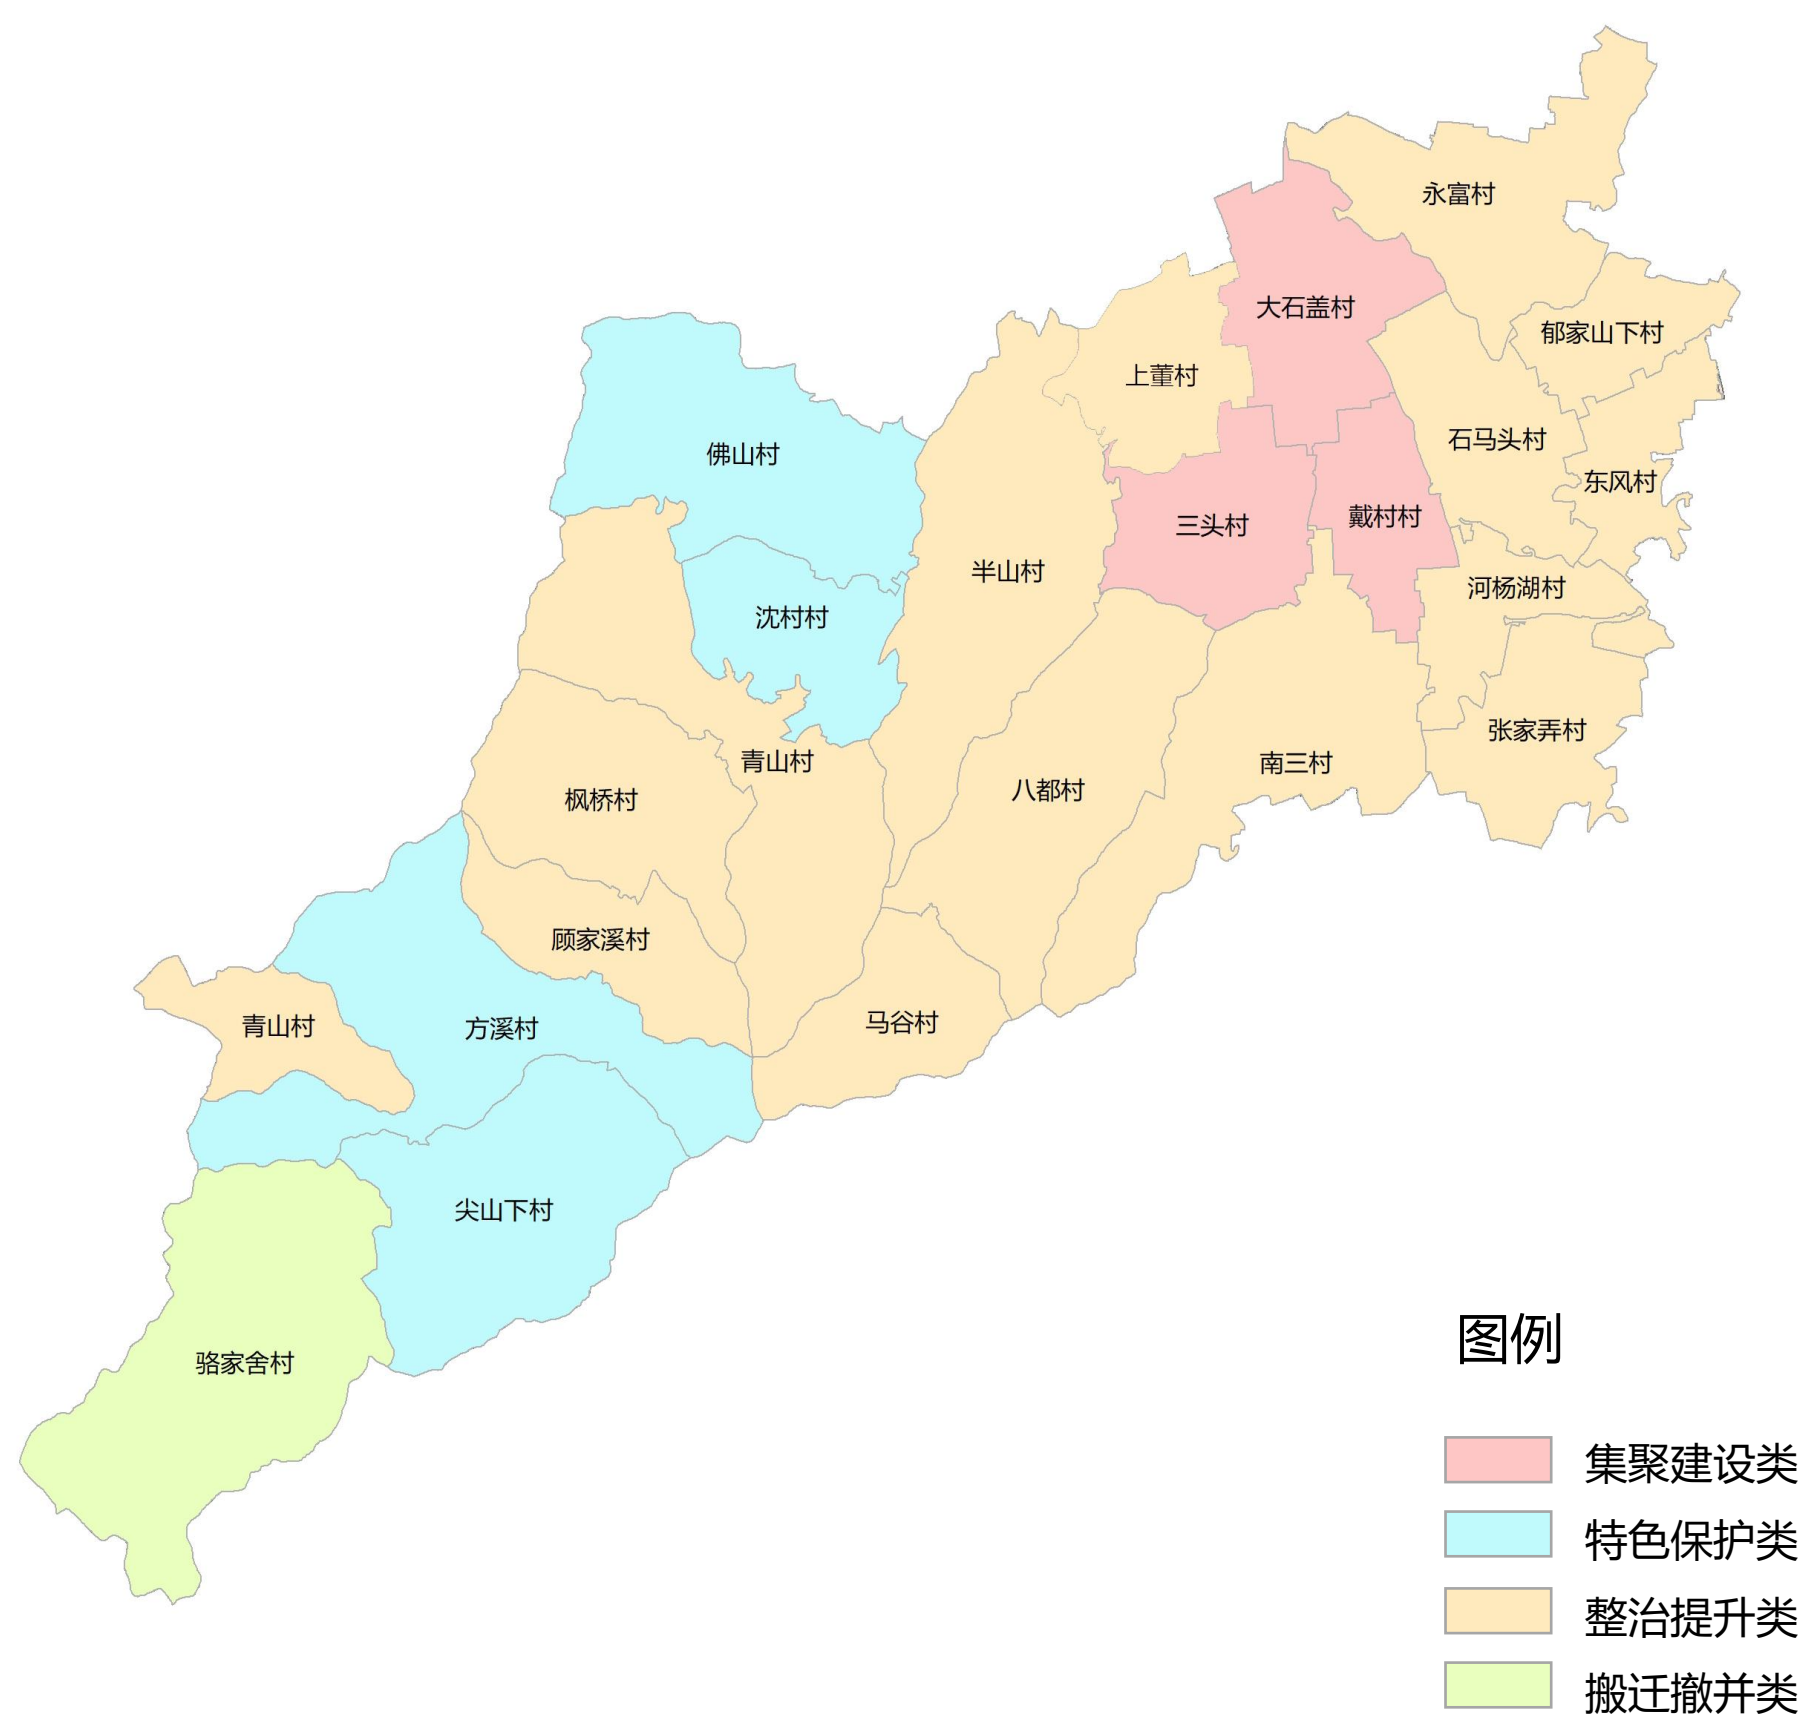 永富村
大石盖村
郁家山下村
上董村
石马头村
佛山村
东风村
戴村村
三头村
半山村
河杨湖村
沈村村
张家弄村
青山村
南三村
八都村
枫桥村
顾家溪村
马谷村
青山村
方溪村
尖山下村
骆家舍村
图例
集聚建设类
特色保护类
整治提升类
搬迁撤并类